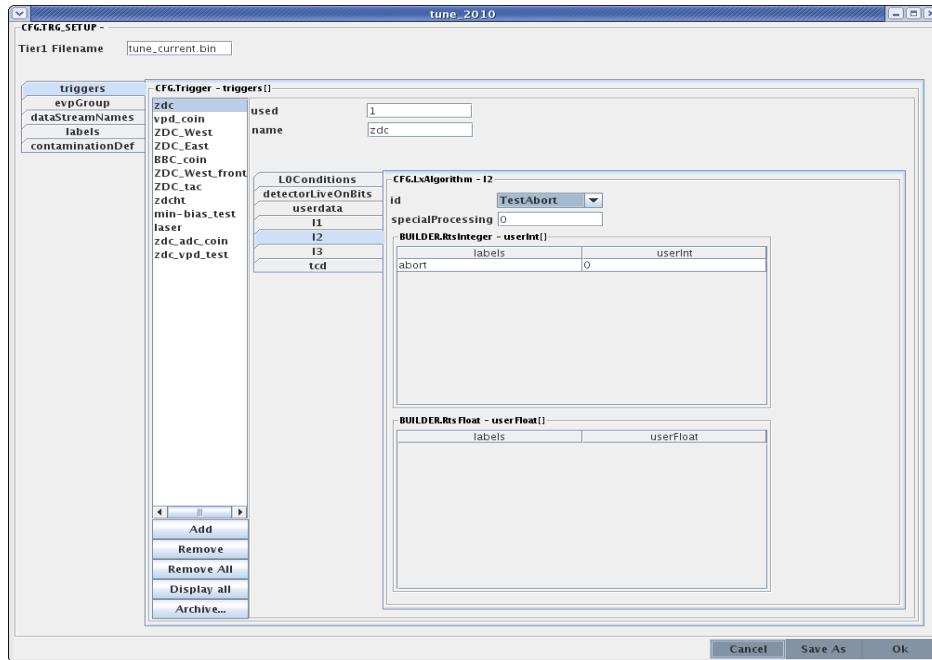 tune_2010
CFG.TRG_SETUP -
Tier1 Filename tune_current.bin
triggers
evpGroup
dataStreamNames
labels
contaminationDef
CFG.Trigger - triggers[]
zdc
vpd_coin
ZDC_West
ZDC_East
BBC_coin
ZDC_West_front
ZDC_tac
zdcht
min-bias_test
laser
zdc_adc_coin
zdc_vpd_test
Add
Remove
Remove All
Display all
Archive...
used 1
name zdc
L0Conditions
detectorLiveOnBits
userdata
l1
l2
l3
tcd
CFG.LxAlgorithm - l2
id TestAbort
specialProcessing 0
BUILDER.RtsInteger - userInt[]
labels userInt
abort 0
BUILDER.RtsFloat - userFloat[]
labels userFloat
Cancel Save As Ok